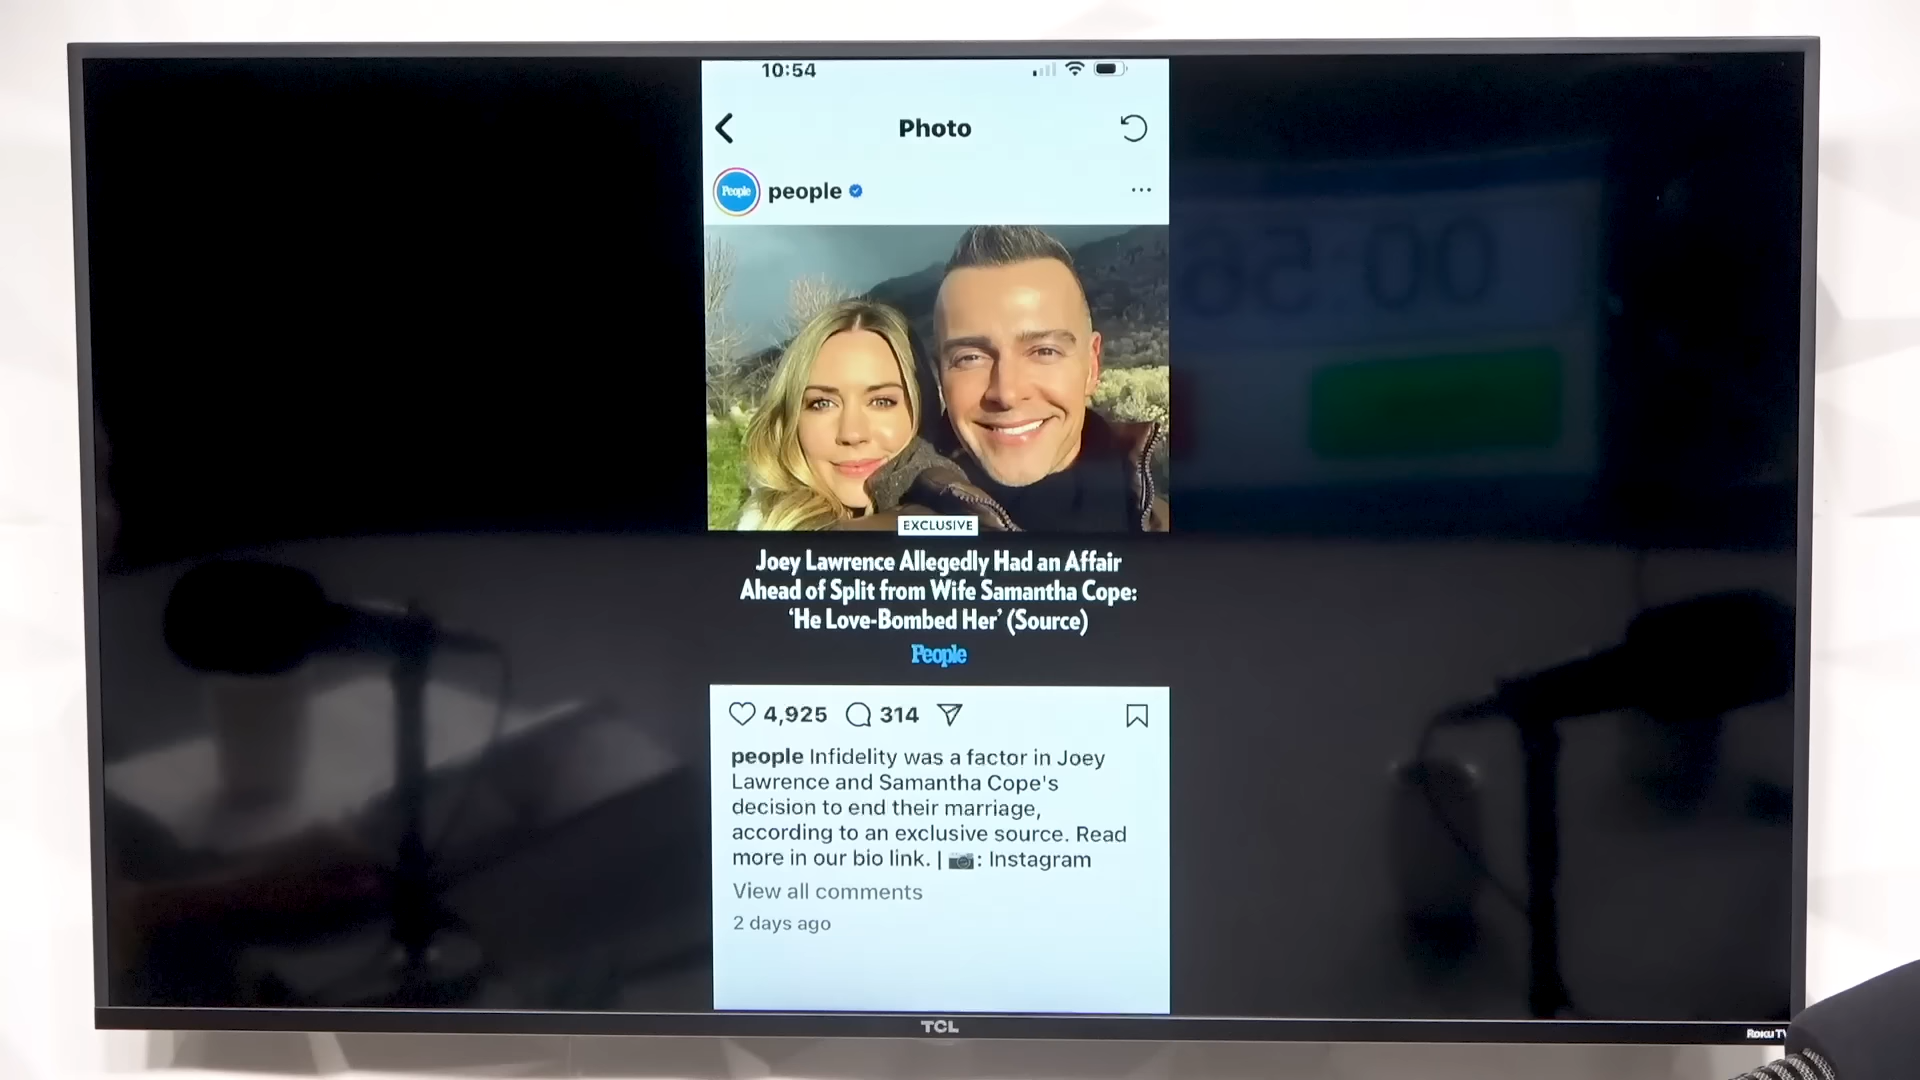 10:54
Photo
People
people
EXCLUSIVE
Joey Lawrence Allegedly Had an Affair
Ahead of Split from Wife Samantha Cope:
‘He Love-Bombed Her’ (Source)
People
4,925 314
people Infidelity was a factor in Joey
Lawrence and Samantha Cope's
decision to end their marriage,
according to an exclusive source. Read
more in our bio link. | 📷: Instagram
View all comments
2 days ago
TCL
Roku TV